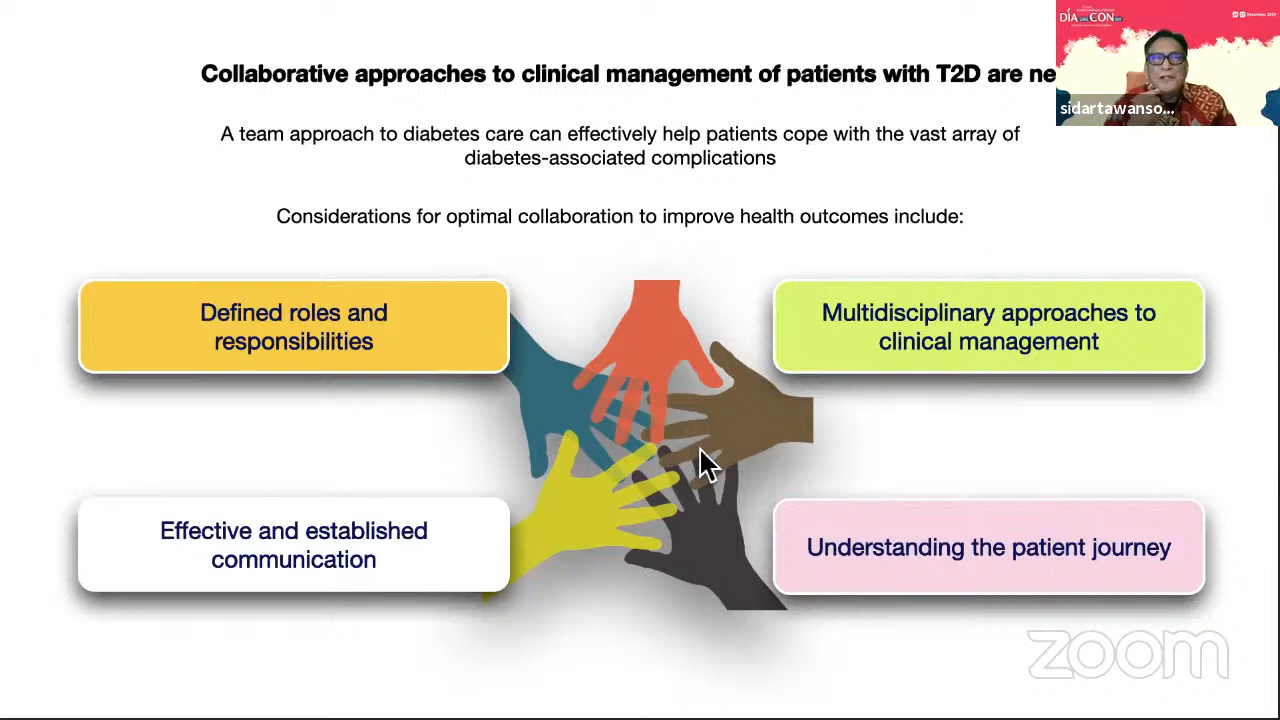 Collaborative approaches to clinical management of patients with T2D are ne
A team approach to diabetes care can effectively help patients cope with the vast array of
diabetes-associated complications
Considerations for optimal collaboration to improve health outcomes include:
Defined roles and
responsibilities
Multidisciplinary approaches to
clinical management
Effective and established
communication
Understanding the patient journey
DIA CON
sidartawanso...
zoom